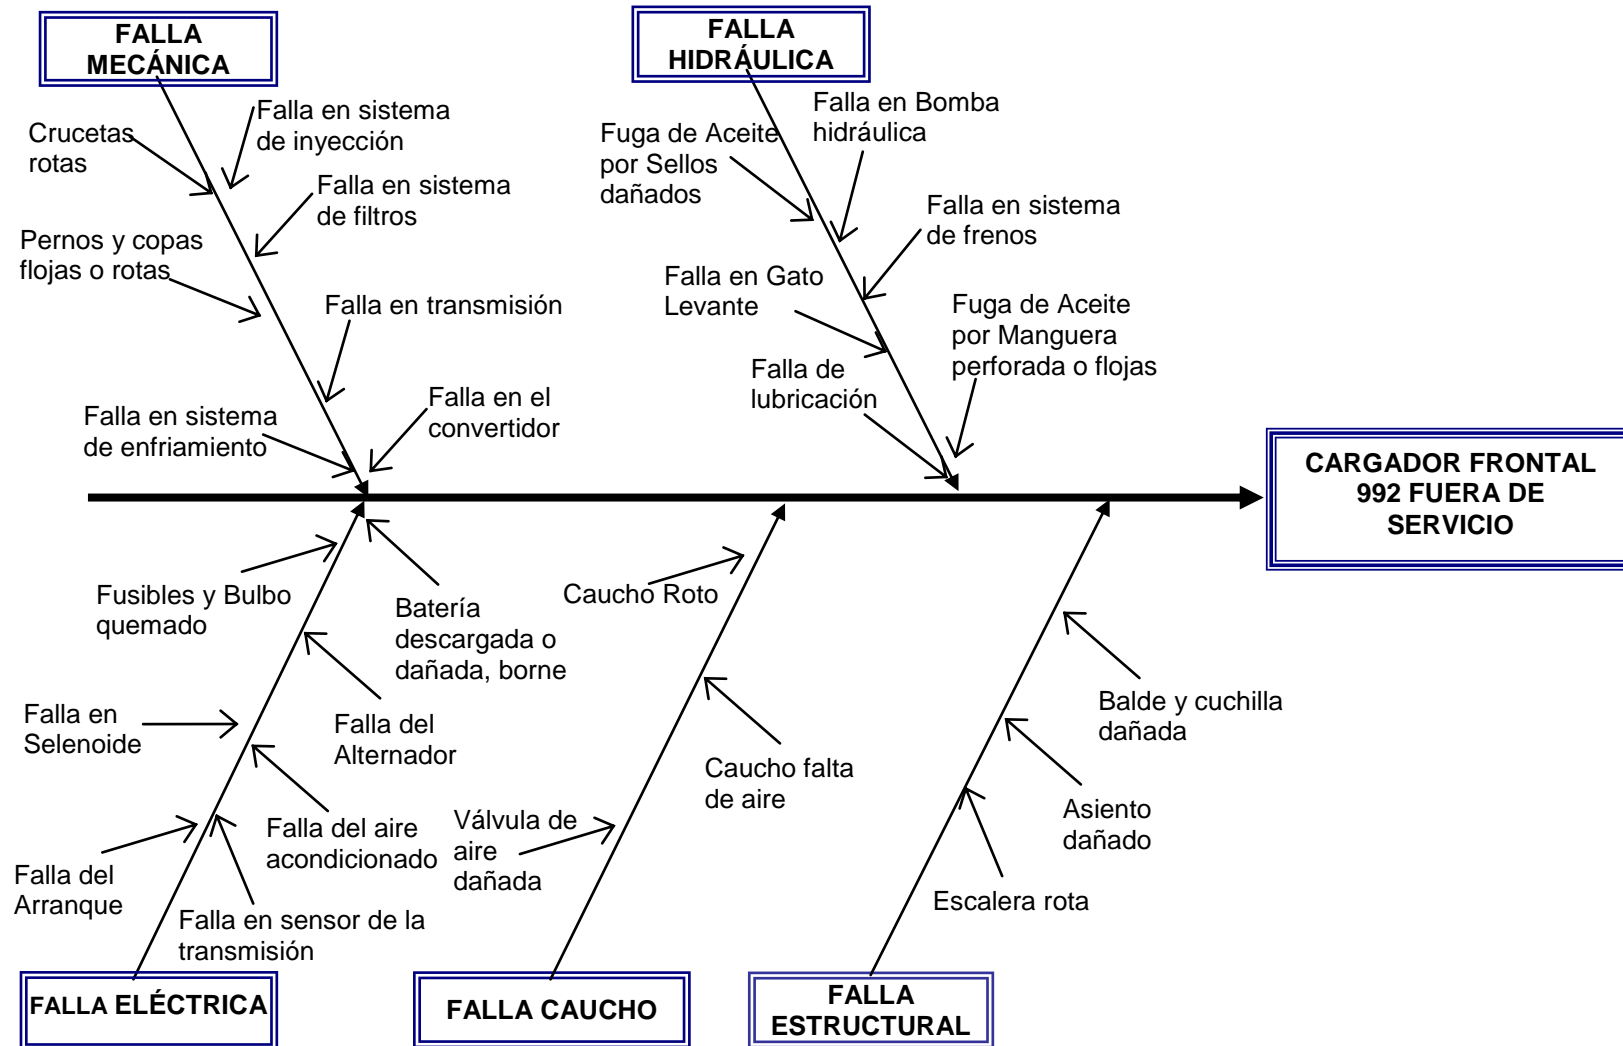 FALLA
MECÁNICA
FALLA
HIDRÁULICA
Crucetas
rotas
Falla en sistema
de inyección
Falla en sistema
de filtros
Pernos y copas
flojas o rotas
Falla en transmisión
Falla en sistema
de enfriamiento
Falla en el
convertidor
Fuga de Aceite
por Sellos
dañados
Falla en Bomba
hidráulica
Falla en sistema
de frenos
Falla en Gato
Levante
Fuga de Aceite
por Manguera
perforada o flojas
Falla de
lubricación
CARGADOR FRONTAL
992 FUERA DE
SERVICIO
Fusibles y Bulbo
quemado
Batería
descargada o
dañada, borne
Falla en
Selenoide
Falla del
Alternador
Falla del aire
acondicionado
Falla del
Arranque
Falla en sensor de la
transmisión
Caucho Roto
Caucho falta
de aire
Válvula de
aire
dañada
Balde y cuchilla
dañada
Asiento
dañado
Escalera rota
FALLA ELÉCTRICA
FALLA CAUCHO
FALLA
ESTRUCTURAL